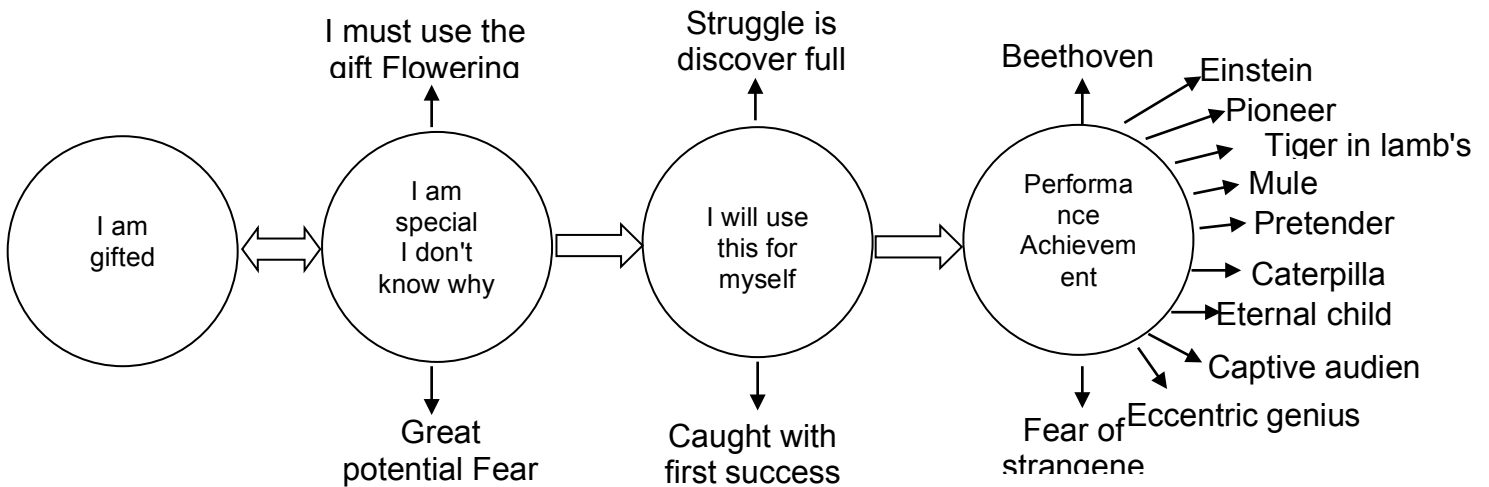 I must use the
gift Flowering
Struggle is
discover full
Beethoven
Einstein
Pioneer
Tiger in lamb's
Mule
Pretender
Caterpilla
Eternal child
Captive audien
Eccentric genius
I am
gifted
I am
special
I don't
know why
I will use
this for
myself
Performa
nce
Achievem
ent
Great
potential Fear
Caught with
first success
Fear of
strangene